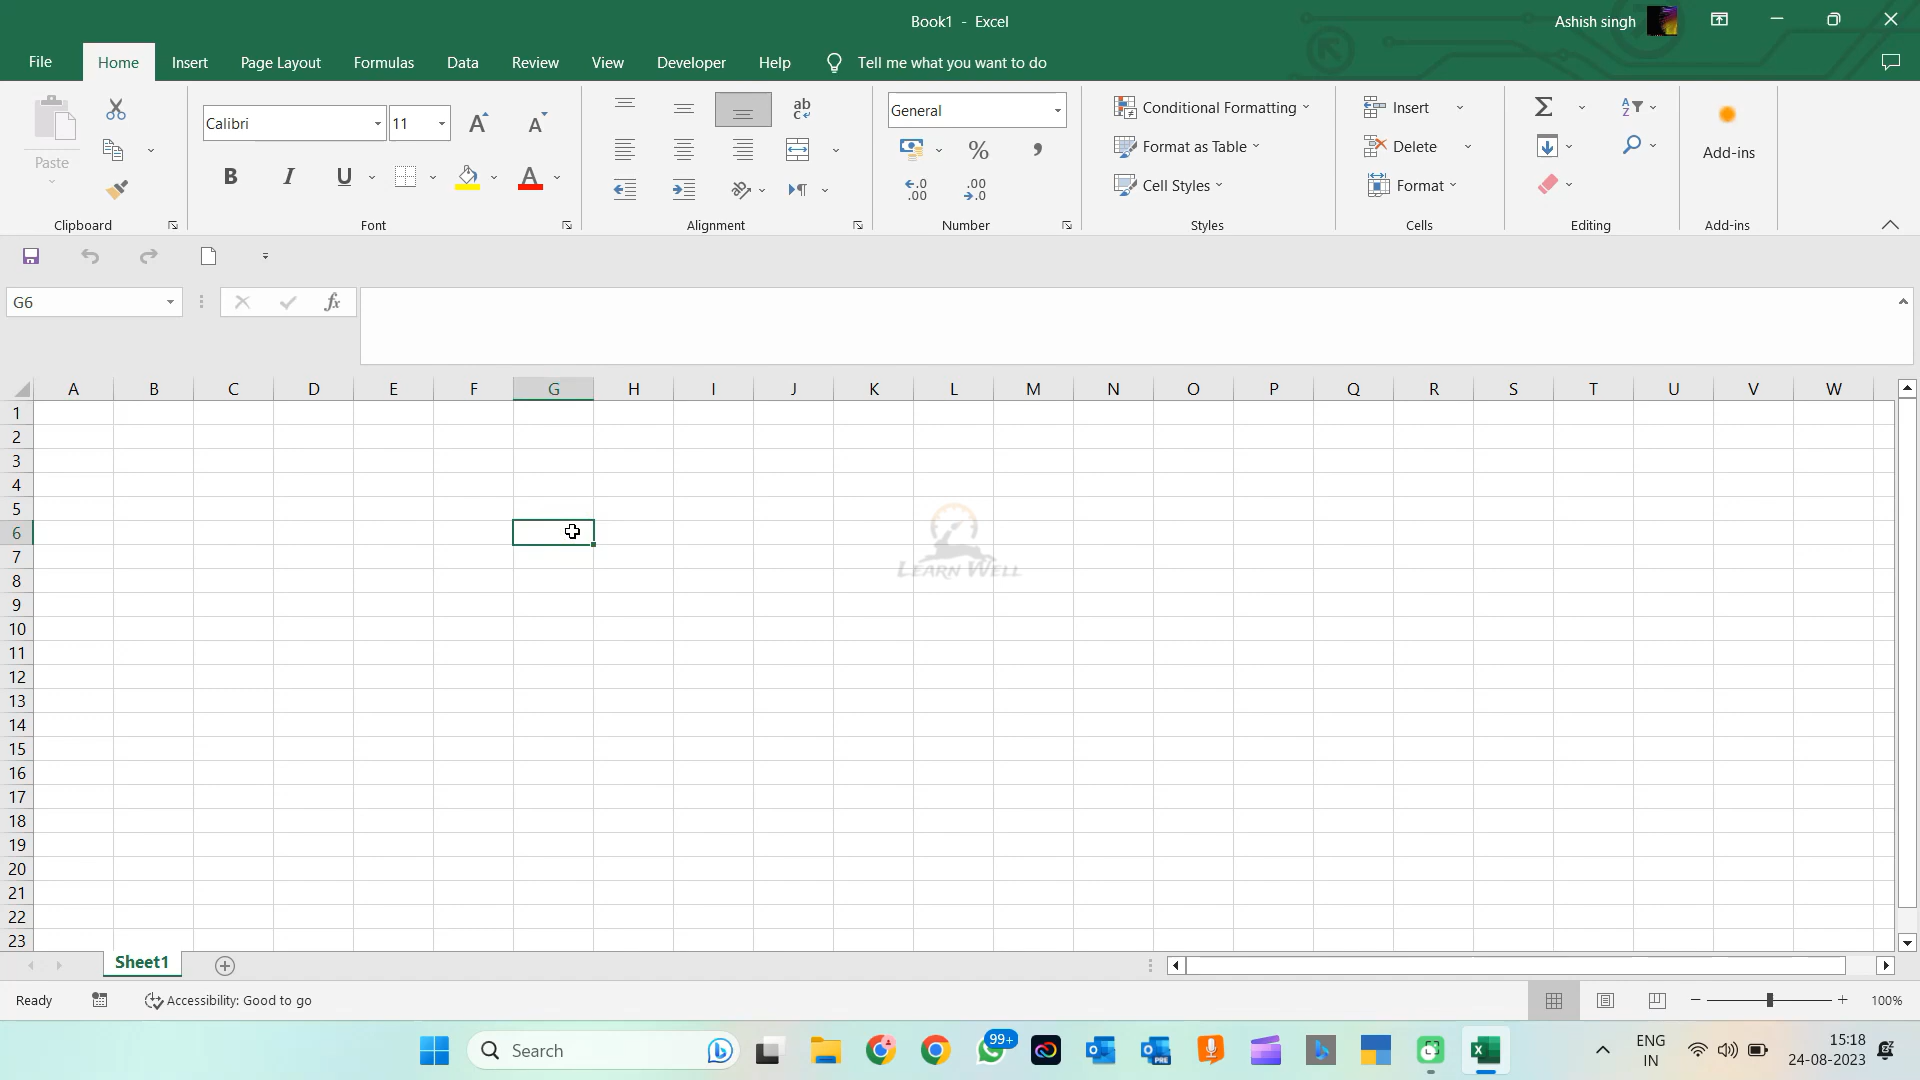 Book1 - Excel
Ashish singh
File Home Insert Page Layout Formulas Data Review View Developer Help Tell me what you want to do
Paste
Calibri 11
B I U A
ab
c
General
%
Conditional Formatting
Format as Table
Cell Styles
Insert
Delete
Format
Σ
Add-ins
Clipboard Font Alignment Number Styles Cells Editing Add-ins
G6
fx
A B C D E F G H I J K L M N O P Q R S T U V W
1
2
3
4
5
6
7
8
9
10
11
12
13
14
15
16
17
18
19
20
21
22
23
LEARN WELL
Sheet1
Ready Accessibility: Good to go 100%
Search
99+
PRE
ENG
IN
15:18
24-08-2023